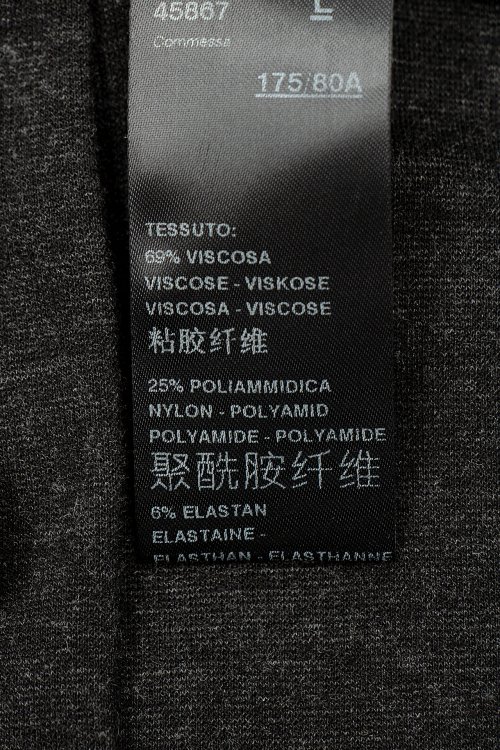 45867
L
Commessa
175/80A
TESSUTO:
69% VISCOSA
VISCOSE - VISKOSE
VISCOSA - VISCOSE
粘胶纤维
25% POLIAMMIDICA
NYLON - POLYAMID
POLYAMIDE - POLYAMIDE
聚酰胺纤维
6% ELASTAN
ELASTAINE -
ELASTHAN - ELASTHANNE